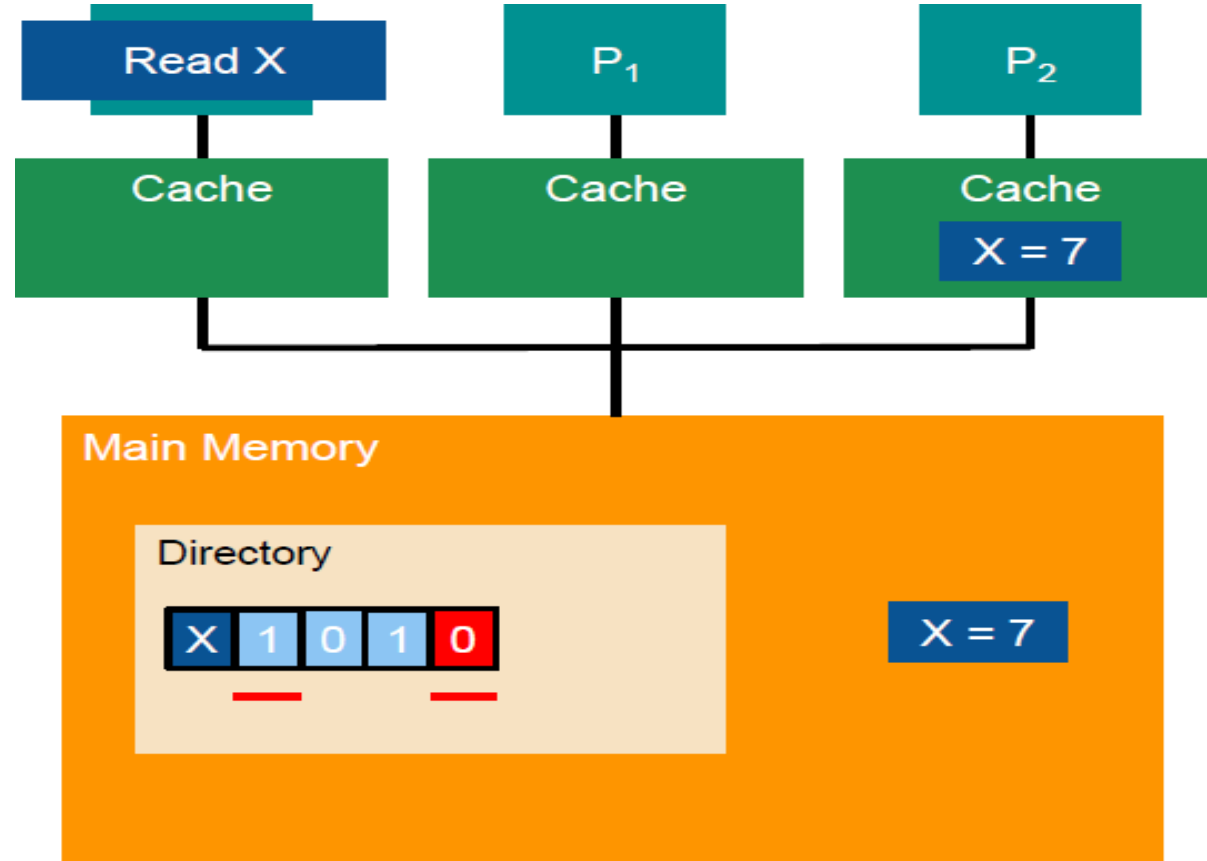 Read X
P₁
P₂
Cache
Cache
Cache
X = 7
Main Memory
Directory
X 1 0 1 0
X = 7